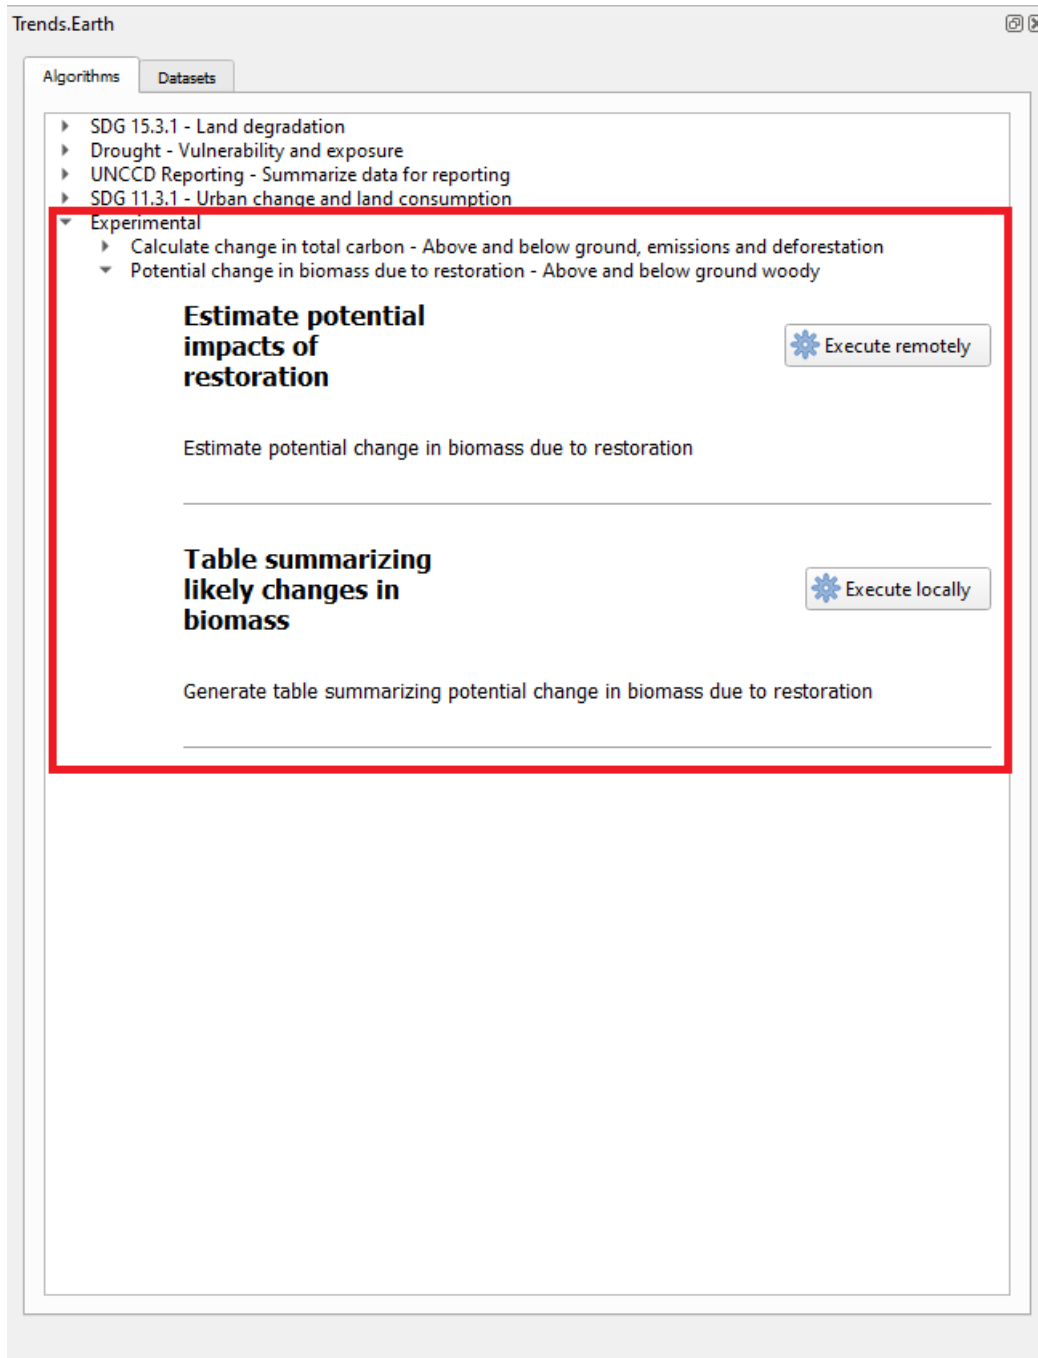 Trends.Earth
Algorithms
Datasets
SDG 15.3.1 - Land degradation
Drought - Vulnerability and exposure
UNCCD Reporting - Summarize data for reporting
SDG 11.3.1 - Urban change and land consumption
Experimental
Calculate change in total carbon - Above and below ground, emissions and deforestation
Potential change in biomass due to restoration - Above and below ground woody
Estimate potential
impacts of
restoration
Execute remotely
Estimate potential change in biomass due to restoration
Table summarizing
likely changes in
biomass
Execute locally
Generate table summarizing potential change in biomass due to restoration